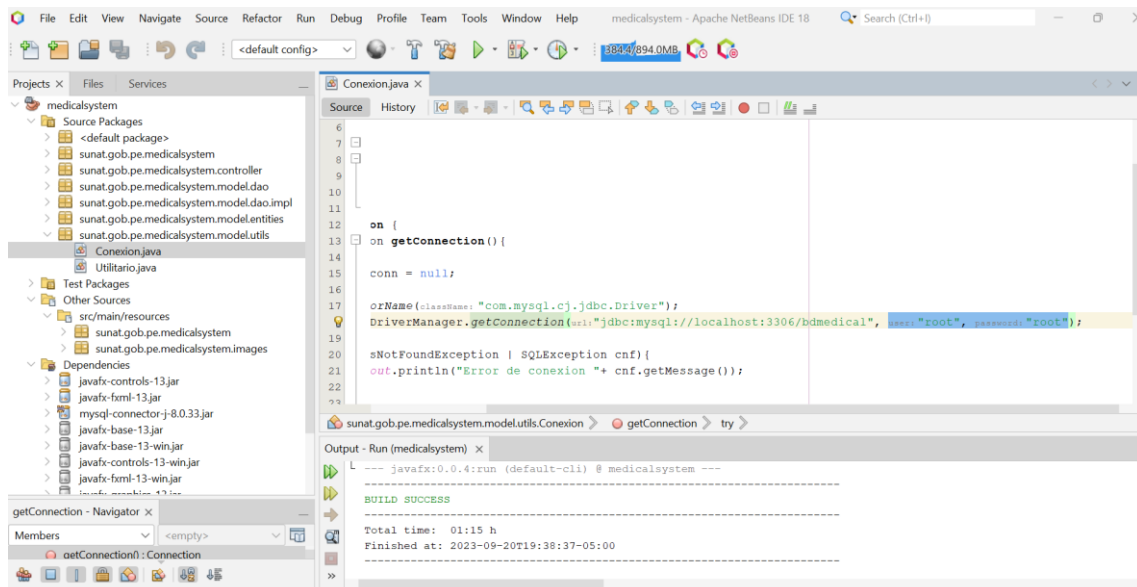 File Edit View Navigate Source Refactor Run Debug Profile Team Tools Window Help medicalsystem - Apache NetBeans IDE 18 Search (Ctrl+I)
<default config> 384.4/894.0MB
Projects Files Services
medicalsystem
Source Packages
<default package>
sunat.gob.pe.medicalsystem
sunat.gob.pe.medicalsystem.controller
sunat.gob.pe.medicalsystem.model.dao
sunat.gob.pe.medicalsystem.model.dao.impl
sunat.gob.pe.medicalsystem.model.entities
sunat.gob.pe.medicalsystem.model.utils
Conexion.java
Utilitario.java
Test Packages
Other Sources
src/main/resources
sunat.gob.pe.medicalsystem
sunat.gob.pe.medicalsystem.images
Dependencies
javafx-controls-13.jar
javafx-fxml-13.jar
mysql-connector-j-8.0.33.jar
javafx-base-13.jar
javafx-base-13-win.jar
javafx-controls-13-win.jar
javafx-fxml-13-win.jar
getConnection - Navigator
Members <empty>
getConnection() : Connection
Conexion.java
Source History
6
7
8
9
10
11
12 on {
13 on getConnection(){
14
15 conn = null;
16
17 orName(className: "com.mysql.cj.jdbc.Driver");
DriverManager.getConnection(url: "jdbc:mysql://localhost:3306/bdmedical", user: "root", password: "root");
19
20 sNotFoundException | SQLException cnf){
21 out.println("Error de conexion "+ cnf.getMessage());
22
23
sunat.gob.pe.medicalsystem.model.utils.Conexion getConnection try
Output - Run (medicalsystem)
--- javafx:0.0.4:run (default-cli) @ medicalsystem ---
------------------------------------------------------------------------
BUILD SUCCESS
------------------------------------------------------------------------
Total time: 01:15 h
Finished at: 2023-09-20T19:38:37-05:00
------------------------------------------------------------------------